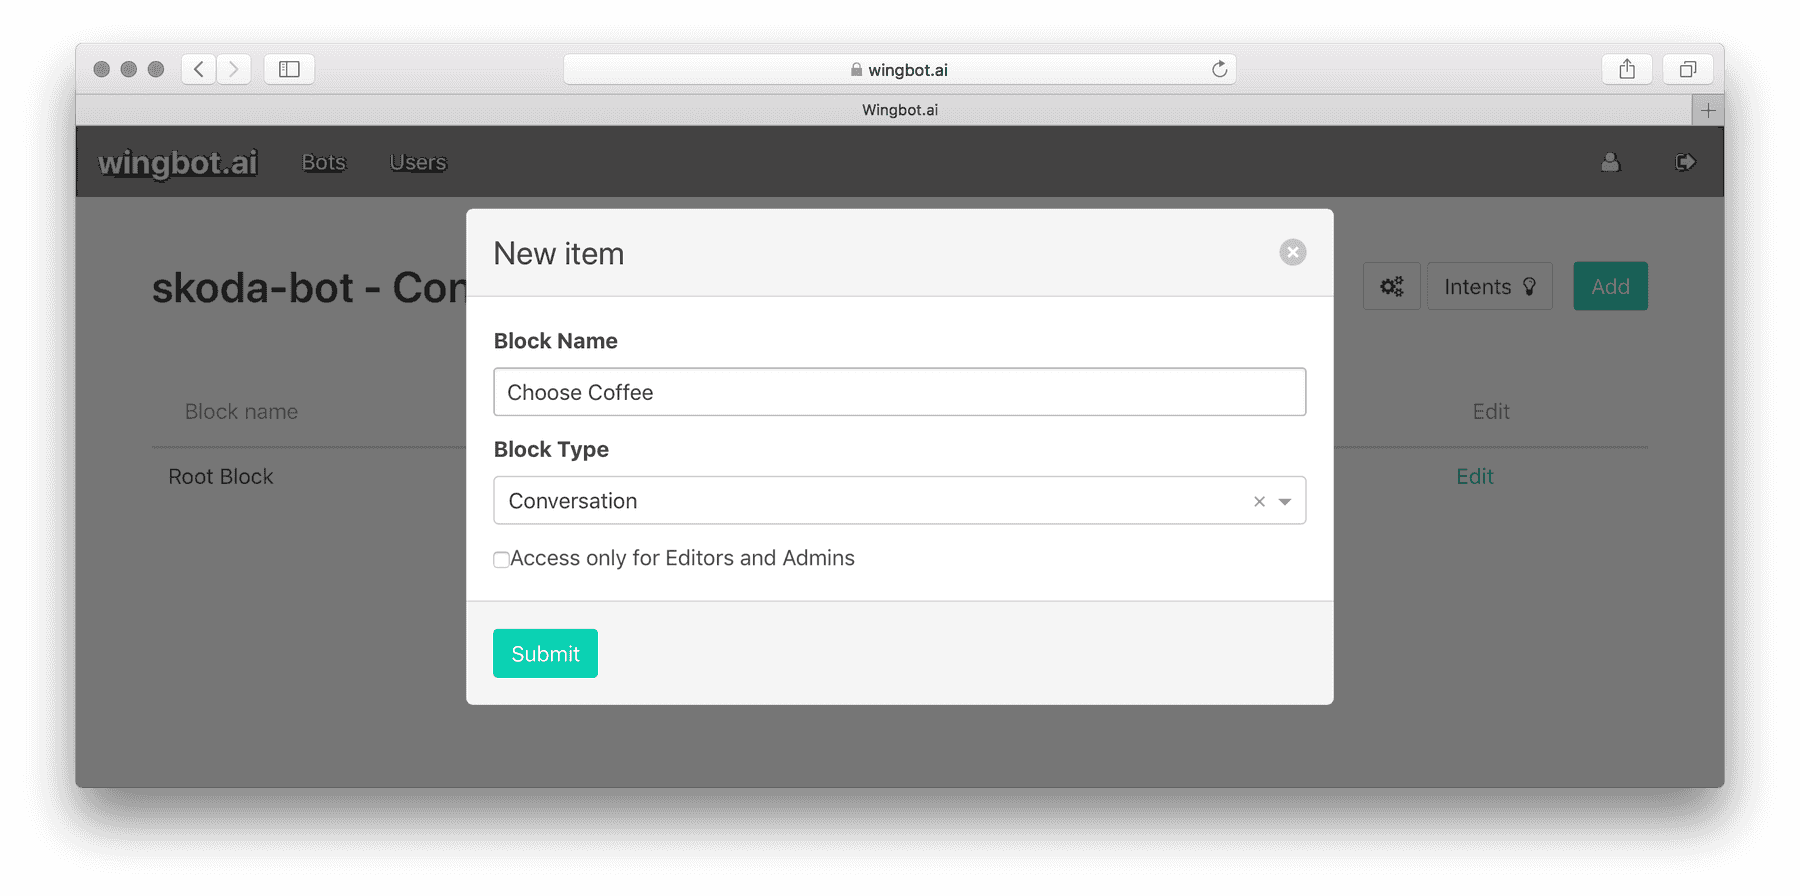 wingbot.ai
Wingbot.ai
wingbot.ai Bots Users
skoda-bot - Con
Intents
Add
Block name
Edit
Root Block
Edit
New item
Block Name
Choose Coffee
Block Type
Conversation
Access only for Editors and Admins
Submit